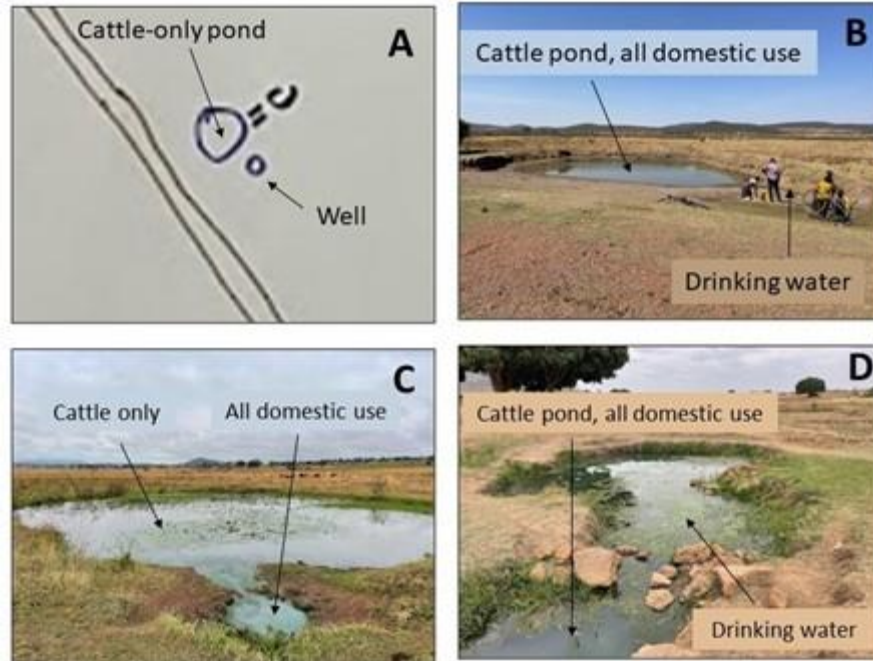 Cattle-only pond
A
Well
B
Cattle pond, all domestic use
Drinking water
C
Cattle only
All domestic use
D
Cattle pond, all domestic use
Drinking water